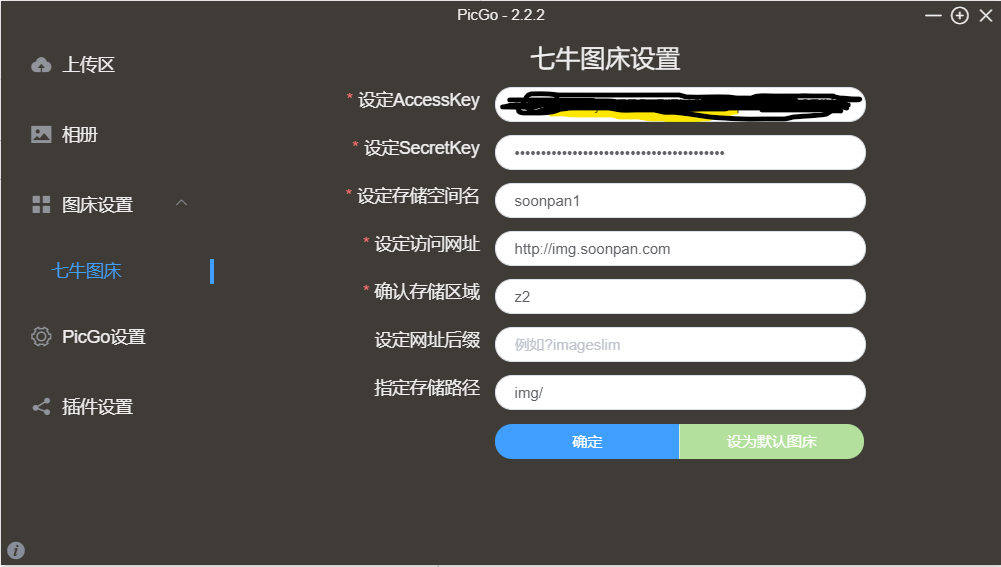 PicGo - 2.2.2
上传区
相册
图床设置
七牛图床
PicGo设置
插件设置
七牛图床设置
* 设定AccessKey
* 设定SecretKey
••••••••••••••••••••••••••••••••••••••••
* 设定存储空间名
soonpan1
* 设定访问网址
http://img.soonpan.com
* 确认存储区域
z2
设定网址后缀
例如?imageslim
指定存储路径
img/
确定
设为默认图床